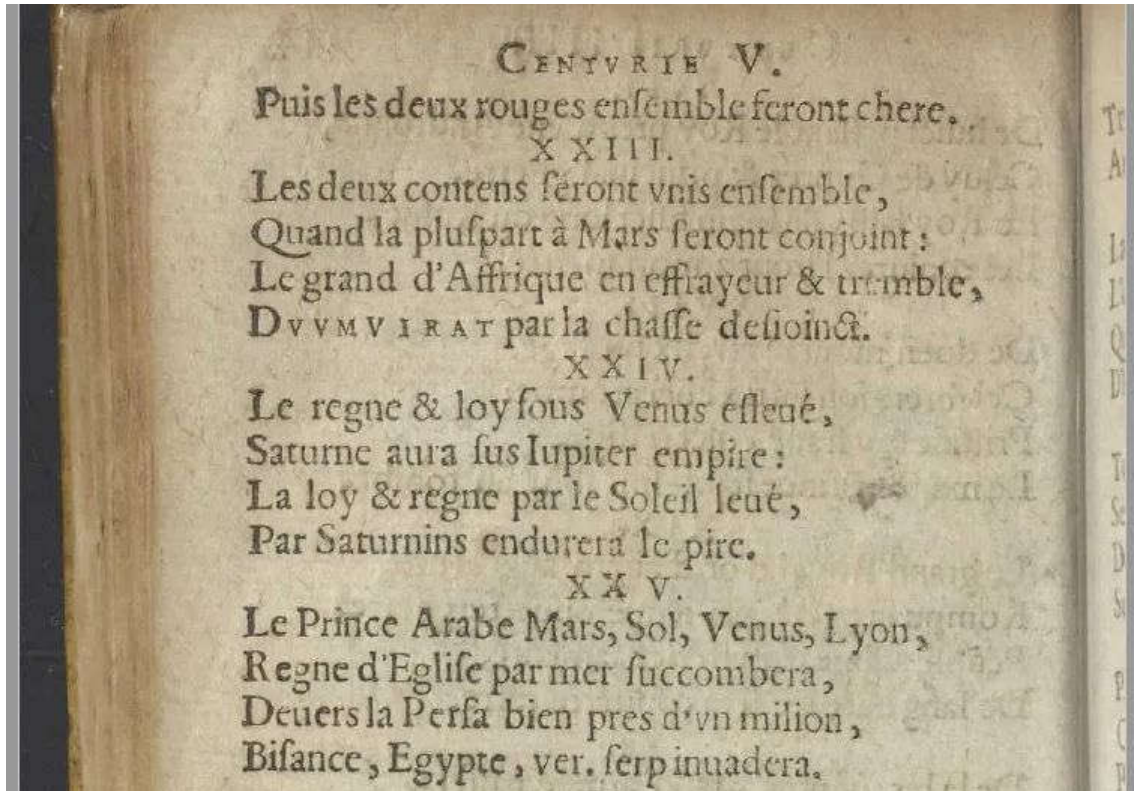 CENTVRIE V.
Puis les deux rouges enſemble feront chere.
XXIII.
Les deux contens ſeront vnis enſemble,
Quand la pluſpart à Mars ſeront conjoint :
Le grand d'Affrique en effrayeur & tremble,
DVVMVIRAT par la chaſſe deſioinct.
XXIV.
Le regne & loy ſous Venus eſleué,
Saturne aura ſus Iupiter empire :
La loy & regne par le Soleil leué,
Par Saturnins endurera le pire.
XXV.
Le Prince Arabe Mars, Sol, Venus, Lyon,
Regne d'Egliſe par mer ſuccombera,
Deuers la Perſa bien pres d'vn milion,
Biſance, Egypte, ver. ſerp inuadera.